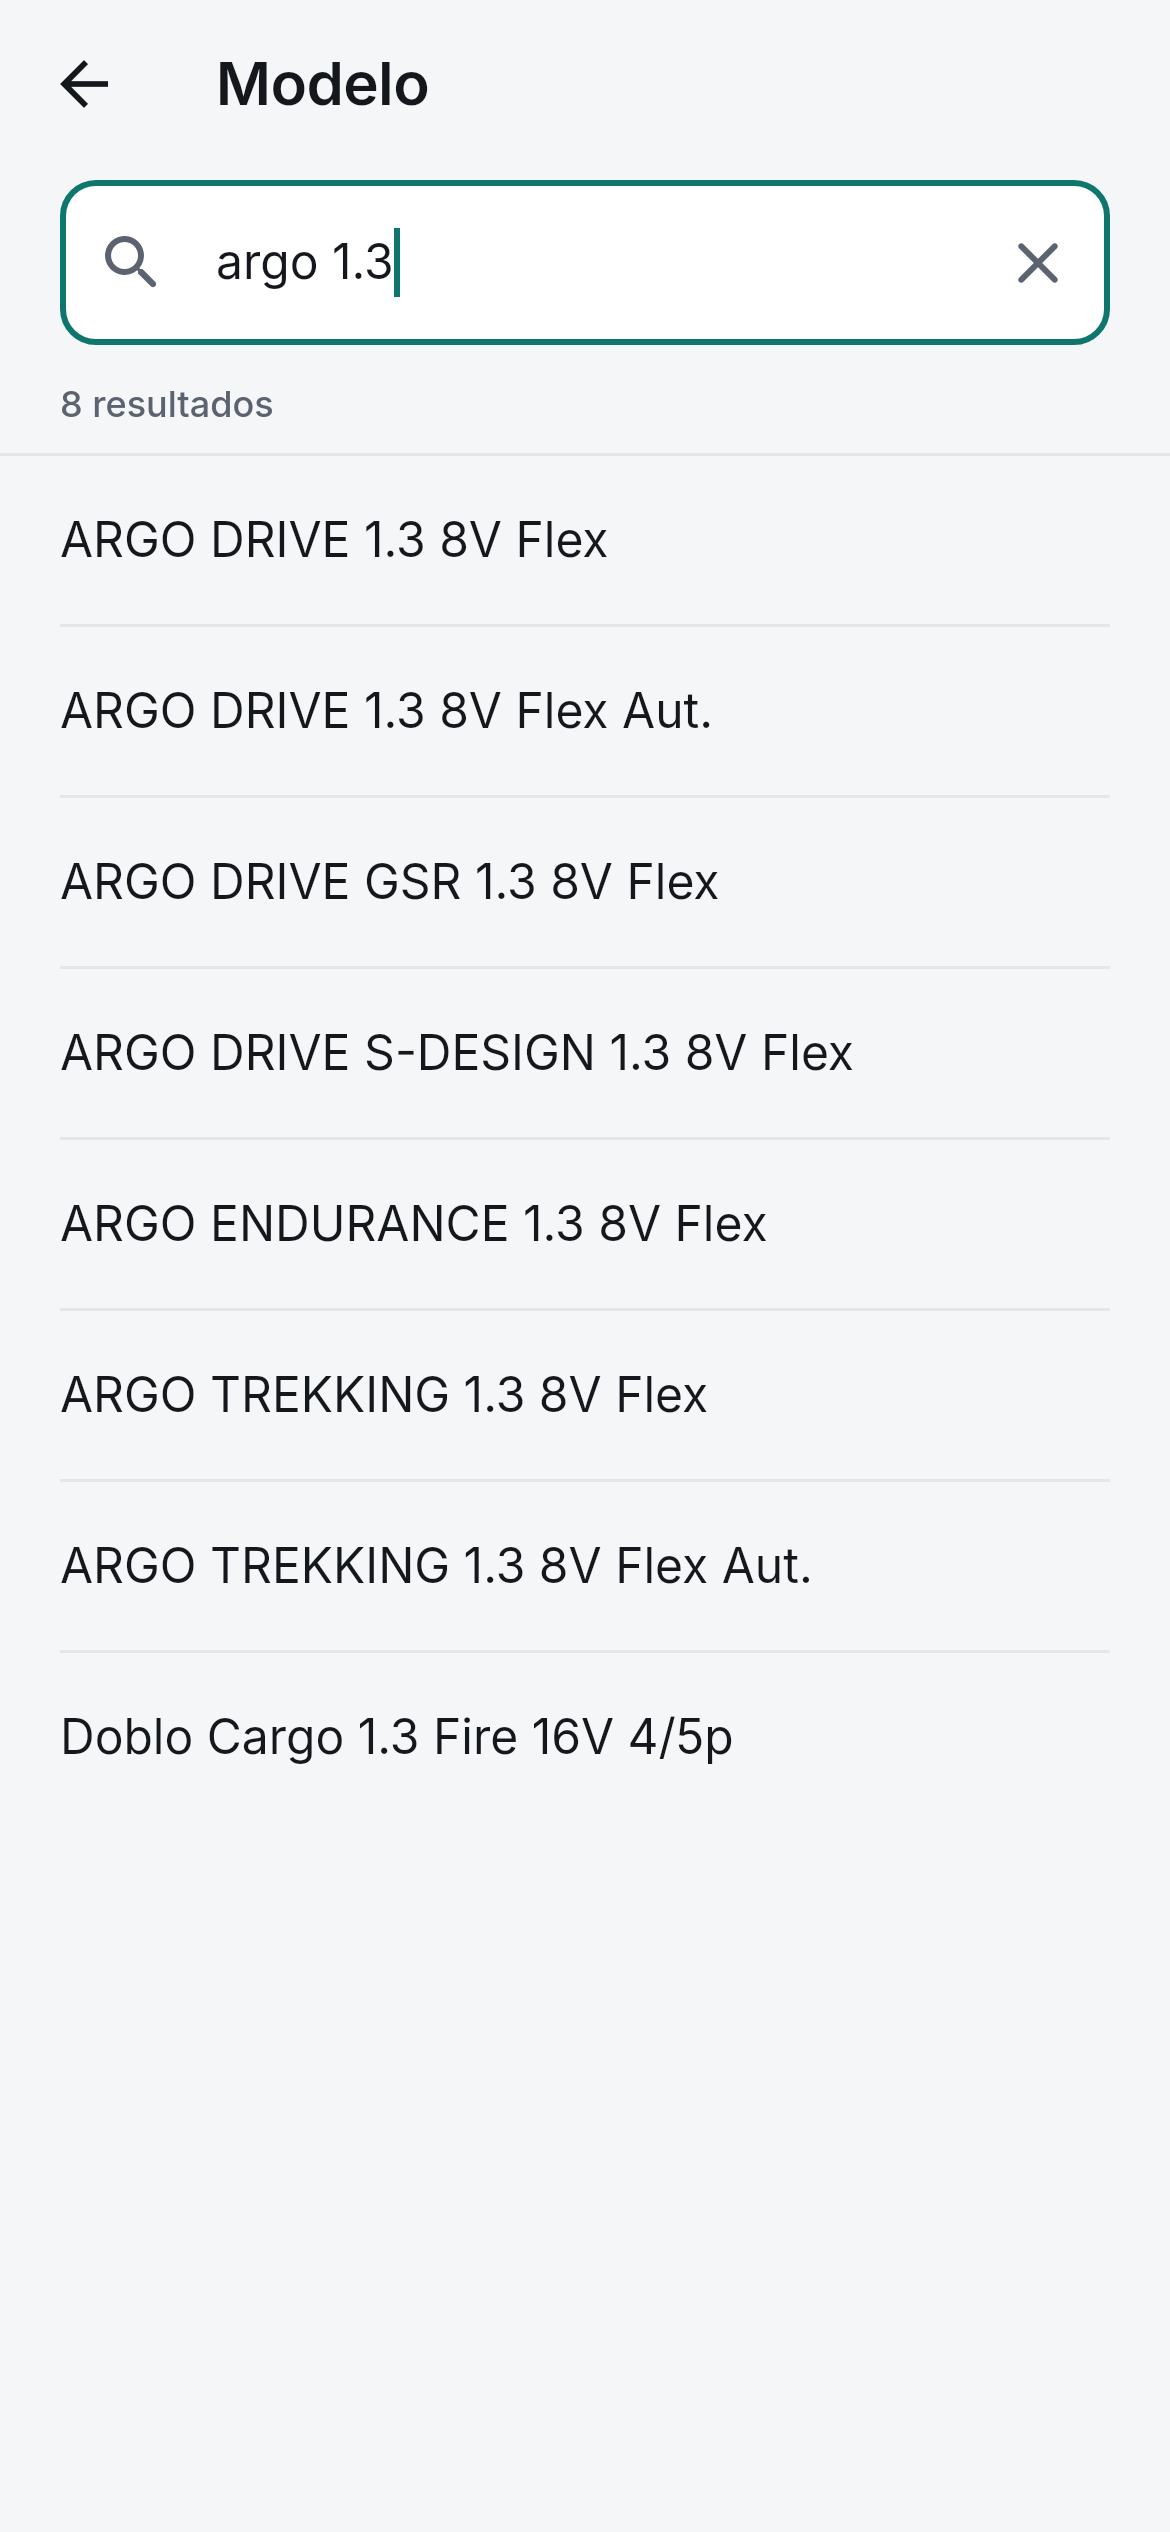 Modelo
argo 1.3
8 resultados
ARGO DRIVE 1.3 8V Flex
ARGO DRIVE 1.3 8V Flex Aut.
ARGO DRIVE GSR 1.3 8V Flex
ARGO DRIVE S-DESIGN 1.3 8V Flex
ARGO ENDURANCE 1.3 8V Flex
ARGO TREKKING 1.3 8V Flex
ARGO TREKKING 1.3 8V Flex Aut.
Doblo Cargo 1.3 Fire 16V 4/5p